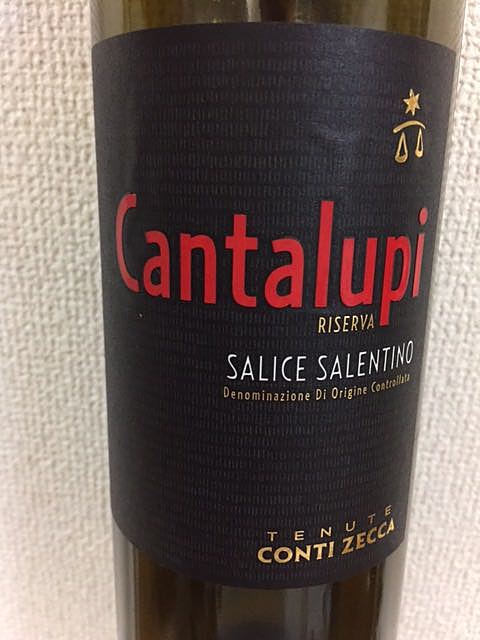 Cantalupi
RISERVA
SALICE SALENTINO
Denominazione Di Origine Controllata
TENUTE
CONTI ZECCA